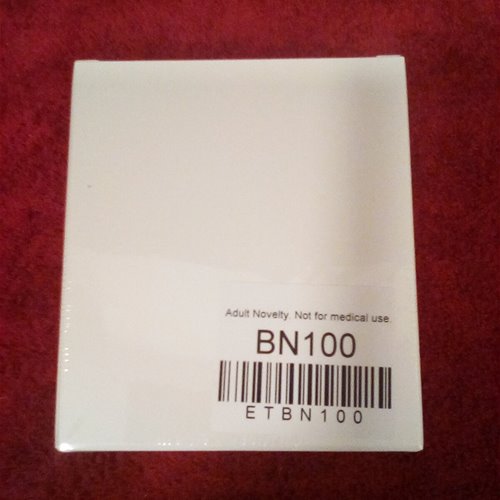 Adult Novelty. Not for medical use.
BN100
ETBN100